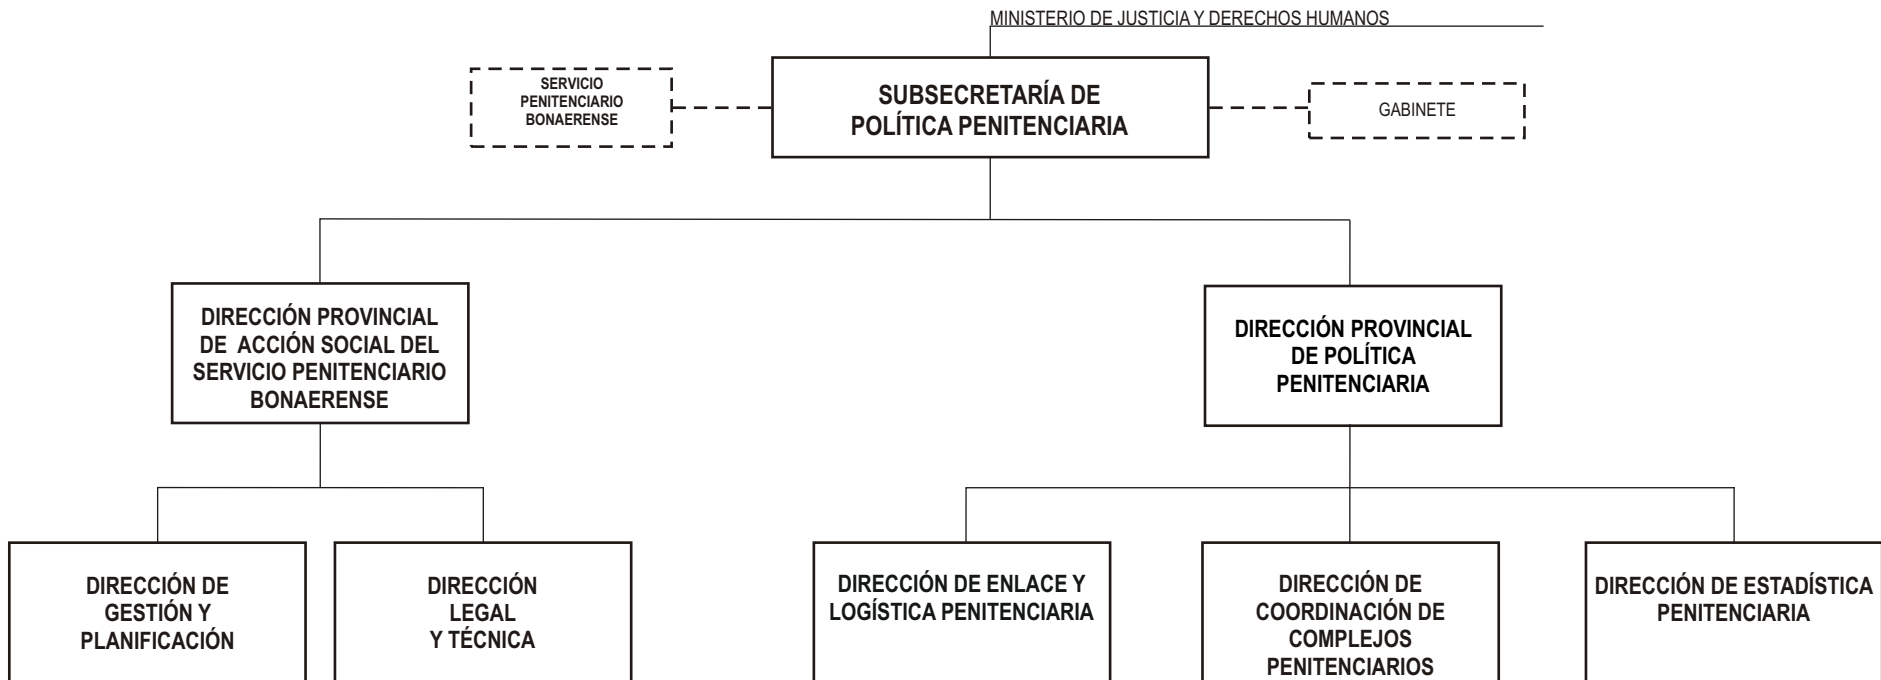 MINISTERIO DE JUSTICIA Y DERECHOS HUMANOS
SERVICIO
PENITENCIARIO
BONAERENSE
SUBSECRETARÍA DE
POLÍTICA PENITENCIARIA
GABINETE
DIRECCIÓN PROVINCIAL
DE ACCIÓN SOCIAL DEL
SERVICIO PENITENCIARIO
BONAERENSE
DIRECCIÓN PROVINCIAL
DE POLÍTICA
PENITENCIARIA
DIRECCIÓN DE
GESTIÓN Y
PLANIFICACIÓN
DIRECCIÓN
LEGAL
Y TÉCNICA
DIRECCIÓN DE ENLACE Y
LOGÍSTICA PENITENCIARIA
DIRECCIÓN DE
COORDINACIÓN DE
COMPLEJOS
PENITENCIARIOS
DIRECCIÓN DE ESTADÍSTICA
PENITENCIARIA